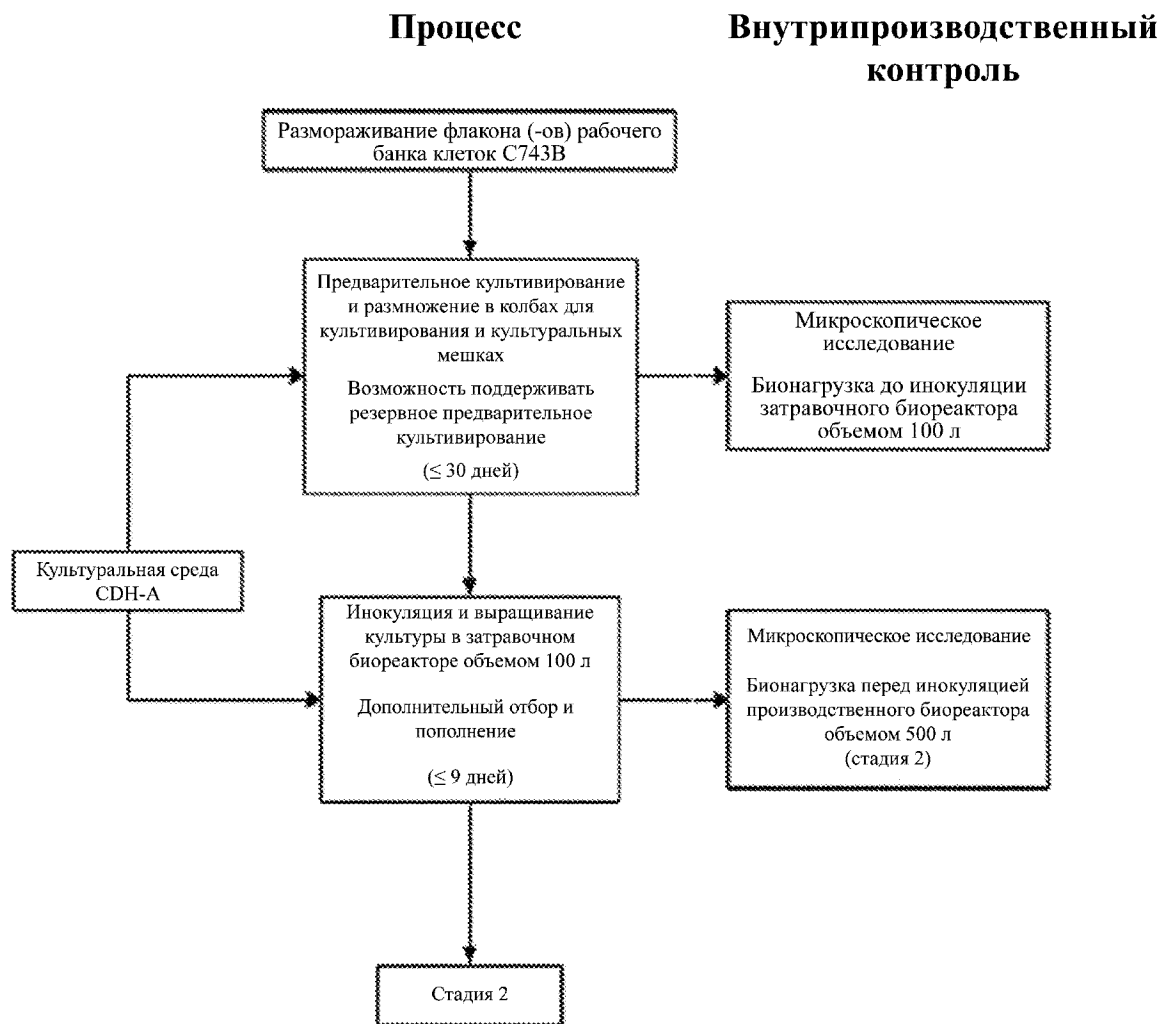 Процесс
Внутрипроизводственный
контроль
Размораживание флакона (-ов) рабочего
банка клеток C743B
Предварительное культивирование
и размножение в колбах для
культивирования и культуральных
мешках
Возможность поддерживать
резервное предварительное
культивирование
(≤ 30 дней)
Микроскопическое
исследование
Бионагрузка до инокуляции
затравочного биореактора
объемом 100 л
Культуральная среда
CDH-A
Инокуляция и выращивание
культуры в затравочном
биореакторе объемом 100 л
Дополнительный отбор и
пополнение
(≤ 9 дней)
Микроскопическое исследование
Бионагрузка перед инокуляцией
производственного биореактора
объемом 500 л
(стадия 2)
Стадия 2